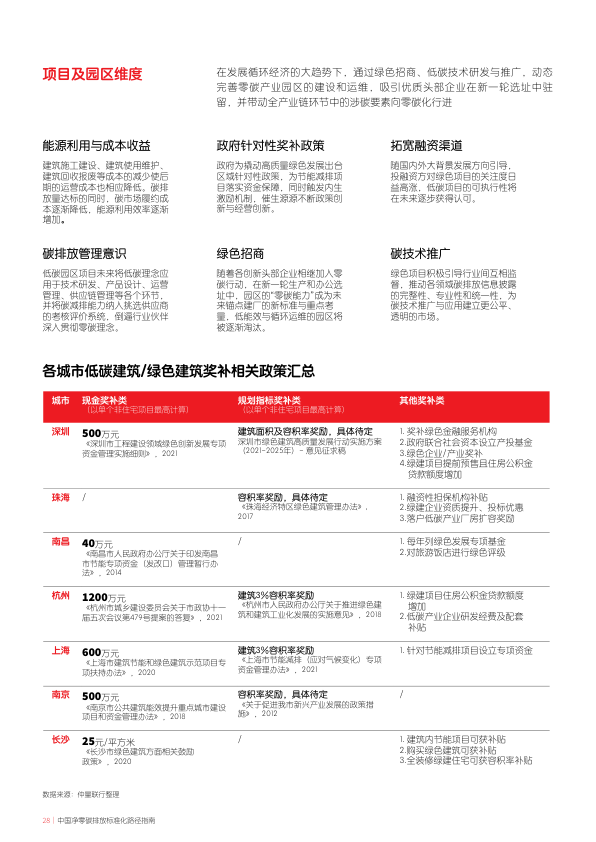 项目及园区维度
在发展循环经济的大趋势下，通过绿色招商、低碳技术研发与推广，动态
完善零碳产业园区的建设和运维，吸引优质头部企业在新一轮选址中驻
留，并带动全产业链环节中的涉碳要素向零碳化行进
能源利用与成本收益
建筑施工建设、建筑使用维护、
建筑回收报废等成本的减少使后
期的运营成本也相应降低。碳排
放量达标的同时，碳市场履约成
本逐渐降低，能源利用效率逐渐
增加。
政府针对性奖补政策
政府为撬动高质量绿色发展出台
区域针对性政策，为节能减排项
目落实资金保障，同时触发内生
激励机制，催生源源不断政策创
新与经营创新。
拓宽融资渠道
随国内外大背景发展方向引导，
投融资方对绿色项目的关注度日
益高涨，低碳项目的可执行性将
在未来逐步获得认可。
碳排放管理意识
低碳园区项目未来将低碳理念应
用于技术研发、产品设计、运营
管理、供应链管理等各个环节，
并将碳减排能力纳入挑选供应商
的考核评价系统，倒逼行业伙伴
深入贯彻零碳理念。
绿色招商
随着各创新头部企业相继加入零
碳行动，在新一轮生产和办公选
址中，园区的“零碳能力”成为未
来锚点建厂的新标准与重点考
量，低能效与循环运维的园区将
被逐渐淘汰。
碳技术推广
绿色项目积极引导行业间互相监
督，推动各领域碳排放信息披露
的完整性、专业性和统一性，为
碳技术推广与应用建立更公平、
透明的市场。
各城市低碳建筑/绿色建筑奖补相关政策汇总
城市 现金奖补类 规划指标奖补类 其他奖补类
（以单个非住宅项目最高计算） （以单个非住宅项目最高计算）
深圳
500万元
《深圳市工程建设领域绿色创新发展专项
资金管理实施细则》，2021
建筑面积及容积率奖励，具体待定
深圳市绿色建筑高质量发展行动实施方案
（2021-2025年）- 意见征求稿
1. 奖补绿色金融服务机构
2.政府联合社会资本设立产投基金
3.绿色企业/产业奖补
4.绿建项目提前预售且住房公积金
贷款额度增加
珠海
/
容积率奖励，具体待定
《珠海经济特区绿色建筑管理办法》，
2017
1. 融资性担保机构补贴
2.绿建企业资质提升、投标优惠
3.落户低碳产业厂房扩容奖励
南昌
40万元
《南昌市人民政府办公厅关于印发南昌
市节能专项资金（发改口）管理暂行办
法》，2014
/
1. 每年列绿色发展专项基金
2.对旅游饭店进行绿色评级
杭州
1200万元
《杭州市城乡建设委员会关于市政协十一
届五次会议第479号提案的答复》，2021
建筑3%容积率奖励
《杭州市人民政府办公厅关于推进绿色建
筑和建筑工业化发展的实施意见》，2018
1. 绿建项目住房公积金贷款额度
增加
2.低碳产业企业研发经费及配套
补贴
上海
600万元
《上海市建筑节能和绿色建筑示范项目专
项扶持办法》，2020
建筑3%容积率奖励
《上海市节能减排（应对气候变化）专项
资金管理办法》，2021
1. 针对节能减排项目设立专项资金
南京
500万元
《南京市公共建筑能效提升重点城市建设
项目和资金管理办法》，2018
容积率奖励，具体待定
《关于促进我市新兴产业发展的政策措
施》，2012
/
长沙
25元/平方米
《长沙市绿色建筑方面相关鼓励
政策》，2020
/
1. 建筑内节能项目可获补贴
2.购买绿色建筑可获补贴
3.全装修绿建住宅可获容积率补贴
数据来源：仲量联行整理
28 | 中国净零碳排放标准化路径指南